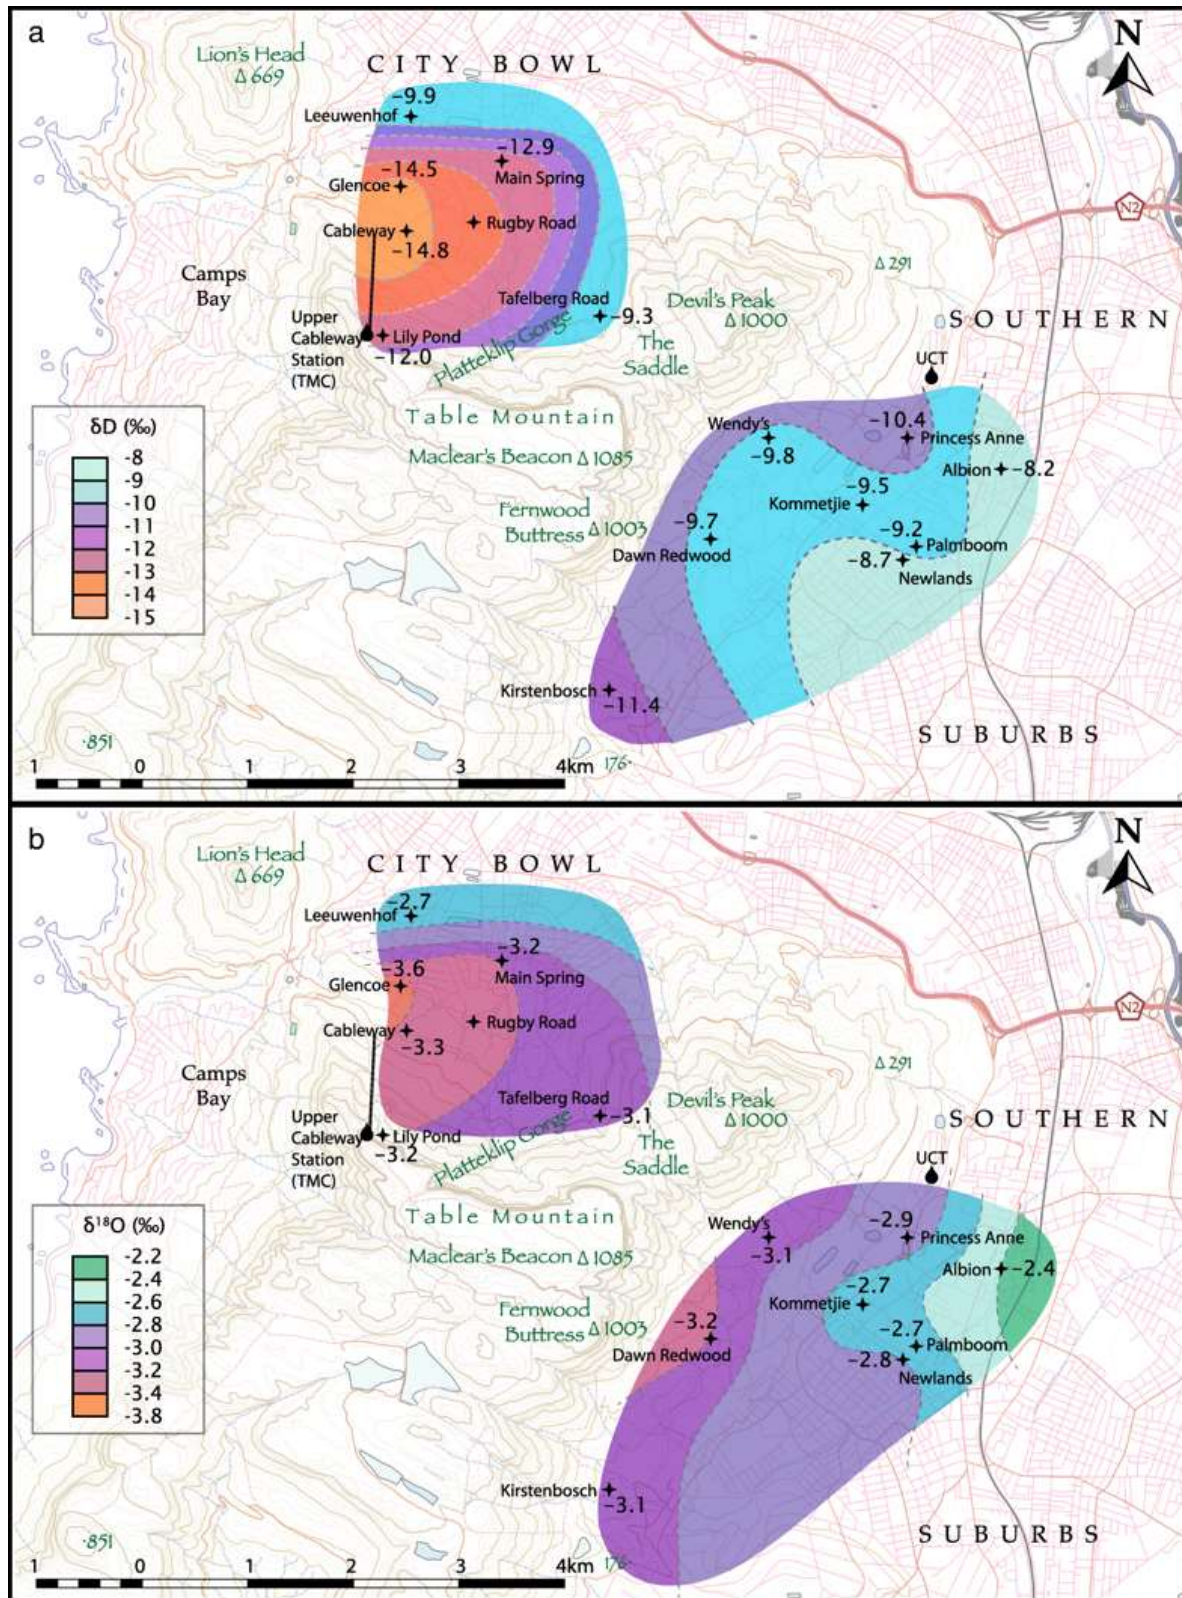 a
Lion's Head
Δ 669
CITY BOWL
N
-9.9
Leeuwenhof
-12.9
Main Spring
-14.5
Glencoe
Rugby Road
Cableway
-14.8
N2
Camps
Bay
Δ 291
Tafelberg Road
-9.3
Devil's Peak
Δ 1000
SOUTHERN
Upper
Cableway
Station
(TMC)
Lily Pond
-12.0
Platteklip Gorge
The
Saddle
UCT
δD (‰)
-8
-9
-10
-11
-12
-13
-14
-15
Table Mountain
Maclear's Beacon Δ 1085
Wendy's
-9.8
-10.4
Princess Anne
Albion
-8.2
Fernwood
Buttress Δ 1003
-9.5
Kommetjie
-9.7
Dawn Redwood
-9.2
Palmboom
-8.7
Newlands
Kirstenbosch
-11.4
SUBURBS
·851
176·
1 0 2 3 4km
b
Lion's Head
Δ 669
CITY BOWL
N
-2.7
Leeuwenhof
-3.2
Main Spring
-3.6
Glencoe
Rugby Road
Cableway
-3.3
N2
Camps
Bay
Δ 291
Tafelberg Road
-3.1
Devil's Peak
Δ 1000
SOUTHERN
Upper
Cableway
Station
(TMC)
Lily Pond
-3.2
Platteklip Gorge
The
Saddle
UCT
δ18O (‰)
-2.2
-2.4
-2.6
-2.8
-3.0
-3.2
-3.4
-3.8
Table Mountain
Maclear's Beacon Δ 1085
Wendy's
-3.1
-2.9
Princess Anne
Albion
-2.4
Fernwood
Buttress Δ 1003
-2.7
Kommetjie
-3.2
Dawn Redwood
-2.7
Palmboom
-2.8
Newlands
Kirstenbosch
-3.1
SUBURBS
·851
176·
1 0 2 3 4km